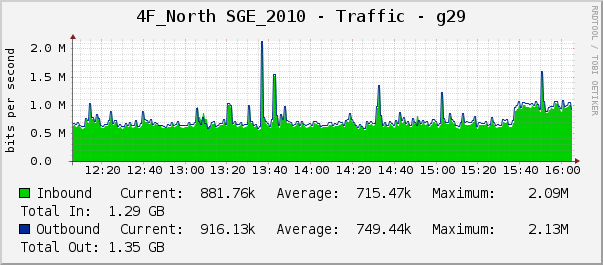 4F_North SGE_2010 - Traffic - g29
RRDTOOL / TOBI OETIKER
bits per second
2.0 M
1.5 M
1.0 M
0.5 M
0.0
12:20 12:40 13:00 13:20 13:40 14:00 14:20 14:40 15:00 15:20 15:40 16:00
Inbound Current: 881.76k Average: 715.47k Maximum: 2.09M
Total In: 1.29 GB
Outbound Current: 916.13k Average: 749.44k Maximum: 2.13M
Total Out: 1.35 GB